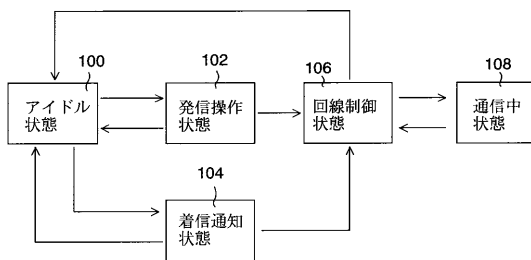 100
アイドル
状態
102
発信操作
状態
106
回線制御
状態
108
通信中
状態
104
着信通知
状態